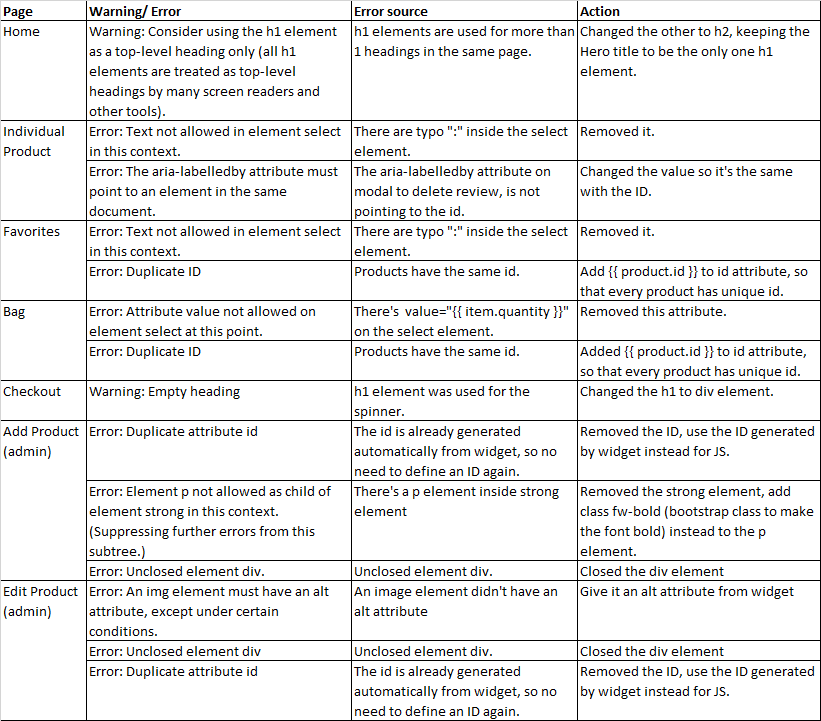 Page Warning/ Error Error source Action
Home Warning: Consider using the h1 element h1 elements are used for more than Changed the other to h2, keeping the
as a top-level heading only (all h1 1 headings in the same page. Hero title to be the only one h1
elements are treated as top-level element.
headings by many screen readers and
other tools).
Individual Error: Text not allowed in element select There are typo ":" inside the select Removed it.
Product in this context. element.
Error: The aria-labelledby attribute must The aria-labelledby attribute on Changed the value so it's the same
point to an element in the same modal to delete review, is not with the ID.
document. pointing to the id.
Favorites Error: Text not allowed in element select There are typo ":" inside the select Removed it.
in this context. element.
Error: Duplicate ID Products have the same id. Add {{ product.id }} to id attribute, so
that every product has unique id.
Bag Error: Attribute value not allowed on There's value="{{ item.quantity }}" Removed this attribute.
element select at this point. on the select element.
Error: Duplicate ID Products have the same id. Added {{ product.id }} to id attribute,
so that every product has unique id.
Checkout Warning: Empty heading h1 element was used for the Changed the h1 to div element.
spinner.
Add Product Error: Duplicate attribute id The id is already generated Removed the ID, use the ID generated
(admin) automatically from widget, so no by widget instead for JS.
need to define an ID again.
Error: Element p not allowed as child of There's a p element inside strong Removed the strong element, add
element strong in this context. element class fw-bold (bootstrap class to make
(Suppressing further errors from this the font bold) instead to the p
subtree.) element.
Error: Unclosed element div. Unclosed element div. Closed the div element
Edit Product Error: An img element must have an alt An image element didn't have an Give it an alt attribute from widget
(admin) attribute, except under certain alt attribute
conditions.
Error: Unclosed element div Unclosed element div. Closed the div element
Error: Duplicate attribute id The id is already generated Removed the ID, use the ID generated
automatically from widget, so no by widget instead for JS.
need to define an ID again.